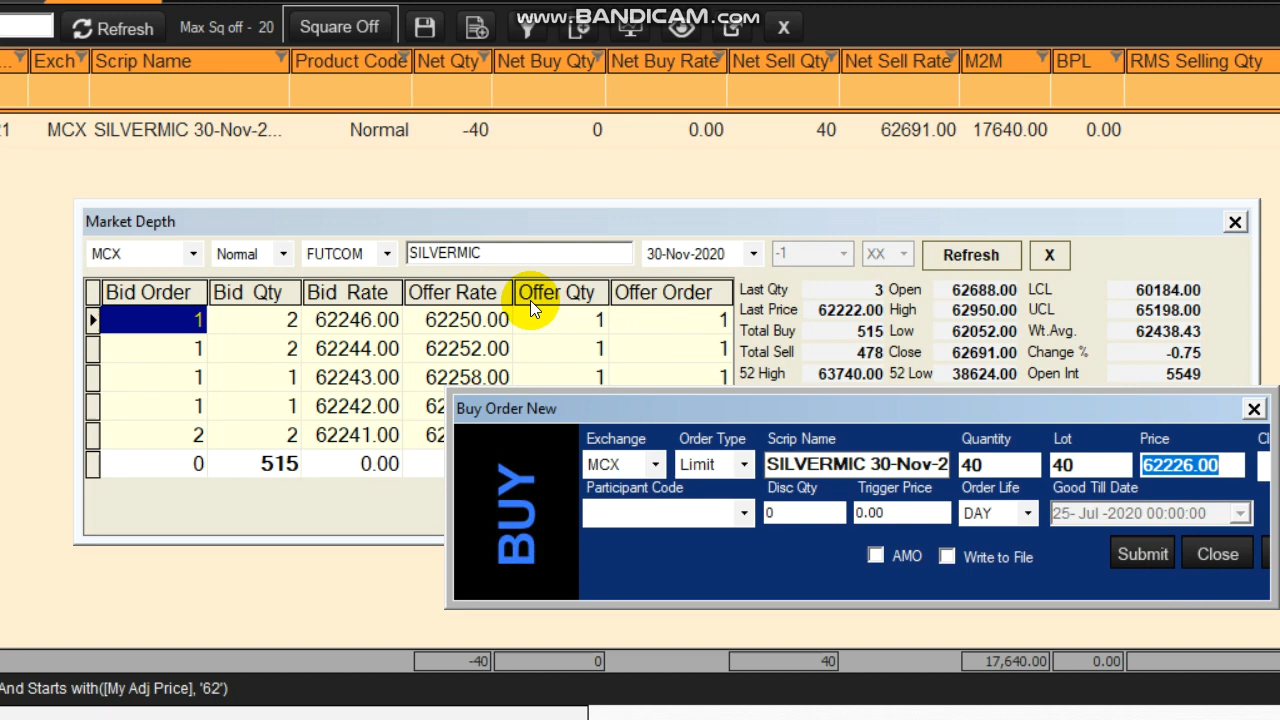 www.BANDICAM.com
Refresh Max Sq off - 20 Square Off X
... Exch Scrip Name Product Code Net Qty Net Buy Qty Net Buy Rate Net Sell Qty Net Sell Rate M2M BPL RMS Selling Qty
21 MCX SILVERMIC 30-Nov-2... Normal -40 0 0.00 40 62691.00 17640.00 0.00
Market Depth
MCX Normal FUTCOM SILVERMIC 30-Nov-2020 -1 XX Refresh X
Bid Order Bid Qty Bid Rate Offer Rate Offer Qty Offer Order
1 2 62246.00 62250.00 1 1
1 2 62244.00 62252.00 1 1
1 1 62243.00 62258.00 1 1
1 1 62242.00 62
2 2 62241.00 62
0 515 0.00
Last Qty 3 Open 62688.00 LCL 60184.00
Last Price 62222.00 High 62950.00 UCL 65198.00
Total Buy 515 Low 62052.00 Wt.Avg. 62438.43
Total Sell 478 Close 62691.00 Change % -0.75
52 High 63740.00 52 Low 38624.00 Open Int 5549
Buy Order New
BUY
Exchange Order Type Scrip Name Quantity Lot Price Cl
MCX Limit SILVERMIC 30-Nov-2 40 40 62226.00
Participant Code Disc Qty Trigger Price Order Life Good Till Date
0 0.00 DAY 25- Jul -2020 00:00:00
AMO Write to File Submit Close
-40 0 40 17,640.00 0.00
And Starts with([My Adj Price], '62')